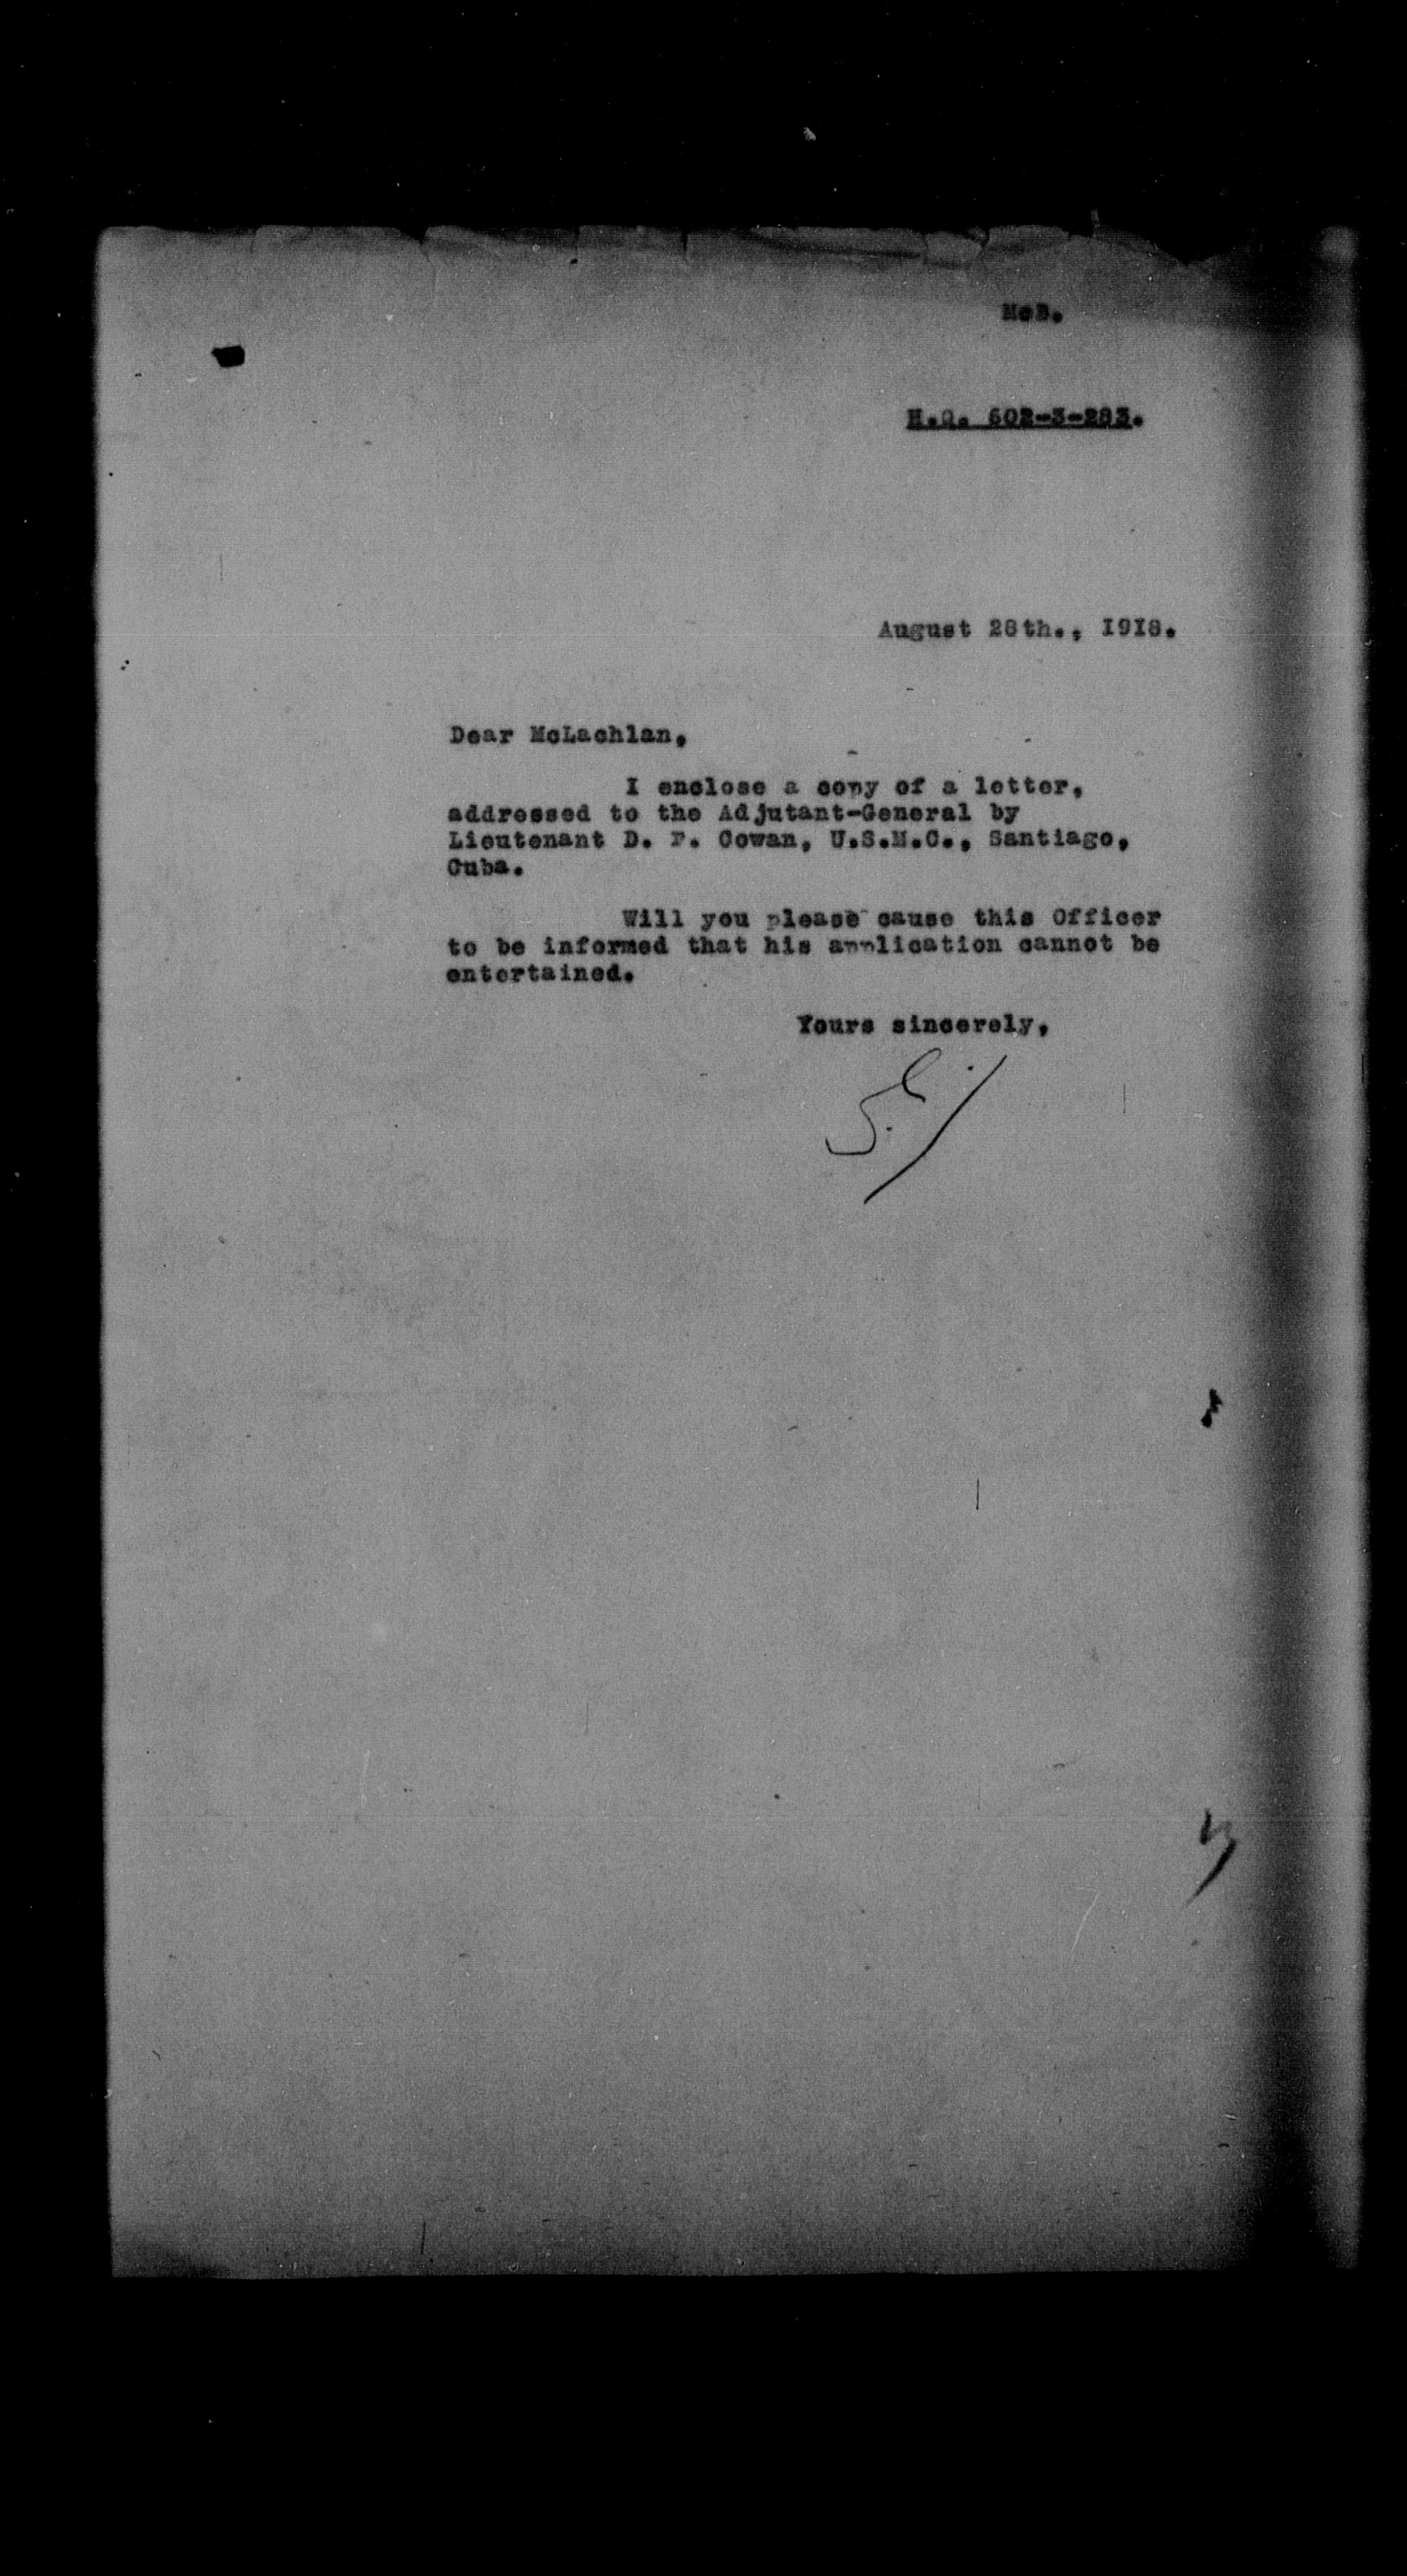 McB.
H.Q. 602-3-283.
August 28th., 1918.
Dear McLachlan,
I enclose a copy of a letter,
addressed to the Adjutant-General by
Lieutenant D. F. Cowan, U.S.M.C., Santiago,
Cuba.
Will you please cause this Officer
to be informed that his application cannot be
entertained.
Yours sincerely,